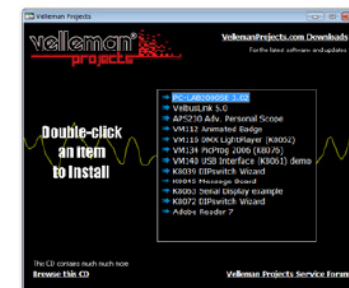 Velleman Projects
velleman®
projects
VellemanProjects.com Downloads
For the latest software and updates
Double-click
an item
to Install
PC-LAB2000SE 3.02
VelbusLink 5.0
APS230 Adv. Personal Scope
VM112 Animated Badge
VM116 DMX LightPlayer (K8062)
VM134 PicProg 2006 (K8076)
VM140 USB Interface (K8061) demo
K8039 DIPswitch Wizard
K8045 Message Board
K8063 Serial Display example
K8072 DIPswitch Wizard
Adobe Reader 7
The CD contains much much more
Browse this CD
Velleman Projects Service Forum